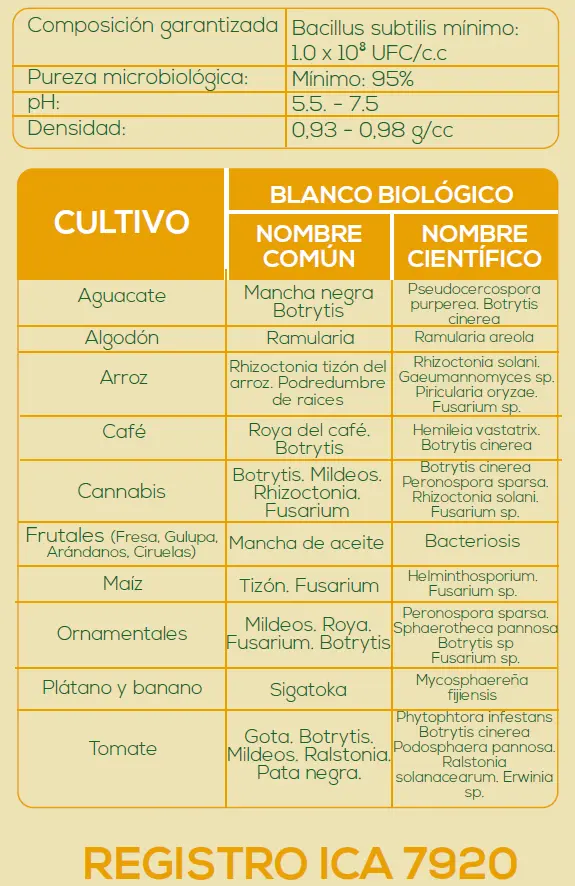 Composición garantizada
Bacillus subtilis mínimo:
1.0 x 10⁸ UFC/c.c
Pureza microbiológica:
Mínimo: 95%
pH:
5.5. - 7.5
Densidad:
0,93 - 0,98 g/cc
CULTIVO
BLANCO BIOLÓGICO
NOMBRE
COMÚN
NOMBRE
CIENTÍFICO
Aguacate
Mancha negra
Botrytis
Pseudocercospora
purperea. Botrytis
cinerea
Algodón
Ramularia
Ramularia areola
Arroz
Rhizoctonia tizón del
arroz. Podredumbre
de raices
Rhizoctonia solani.
Gaeumannomyces sp.
Piricularia oryzae.
Fusarium sp.
Café
Roya del café.
Botrytis
Hemileia vastatrix.
Botrytis cinerea
Cannabis
Botrytis. Mildeos.
Rhizoctonia.
Fusarium
Botrytis cinerea
Peronospora sparsa.
Rhizoctonia solani.
Fusarium sp.
Frutales (Fresa, Gulupa,
Arándanos, Ciruelas)
Mancha de aceite
Bacteriosis
Maíz
Tizón. Fusarium
Helminthosporium.
Fusarium sp.
Ornamentales
Mildeos. Roya.
Fusarium. Botrytis
Peronospora sparsa.
Sphaerotheca pannosa
Botrytis sp
Fusarium sp.
Plátano y banano
Sigatoka
Mycosphaereña
fijiensis
Tomate
Gota. Botrytis.
Mildeos. Ralstonia.
Pata negra.
Phytophtora infestans
Botrytis cinerea
Podosphaera pannosa.
Ralstonia
solanacearum. Erwinia
sp.
REGISTRO ICA 7920